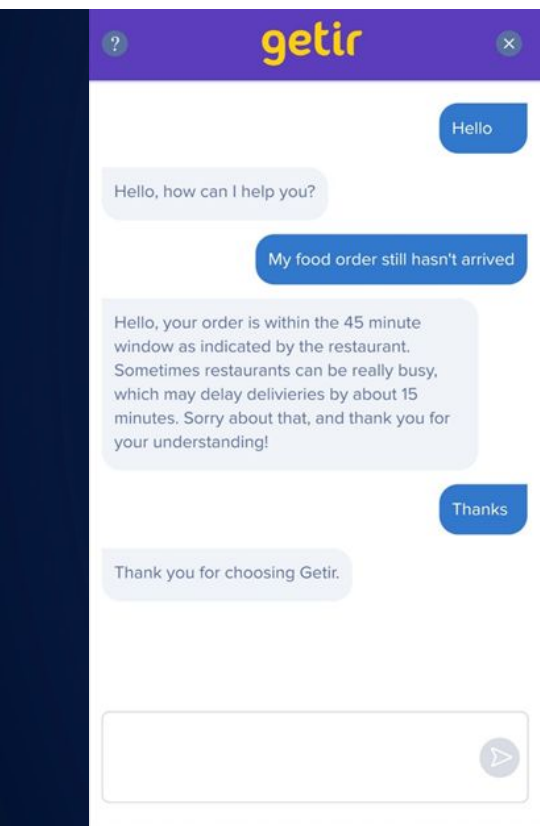 ?
getir
×
Hello
Hello, how can I help you?
My food order still hasn't arrived
Hello, your order is within the 45 minute
window as indicated by the restaurant.
Sometimes restaurants can be really busy,
which may delay delivieries by about 15
minutes. Sorry about that, and thank you for
your understanding!
Thanks
Thank you for choosing Getir.